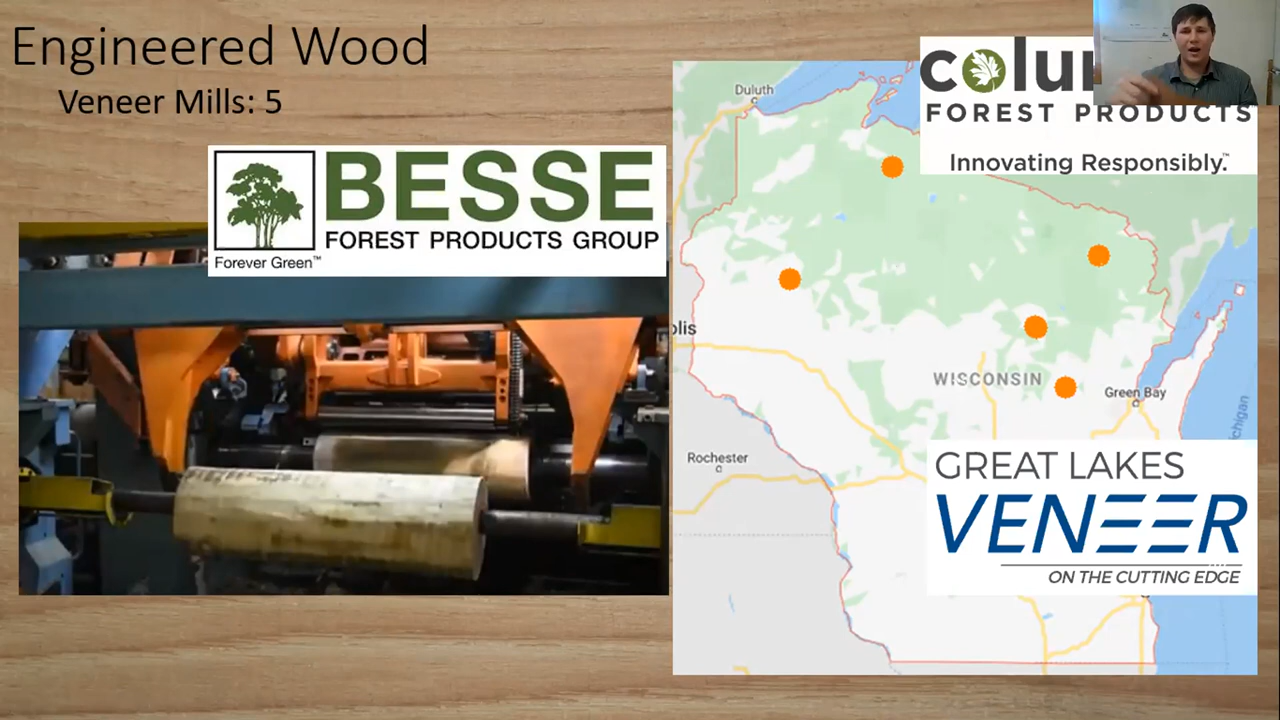 Engineered Wood
Veneer Mills: 5
BESSE
FOREST PRODUCTS GROUP
Forever Green™
FOREST PRODUCTS
Innovating Responsibly.™
Duluth
WISCONSIN
Green Bay
Rochester
GREAT LAKES
VENEER
ON THE CUTTING EDGE